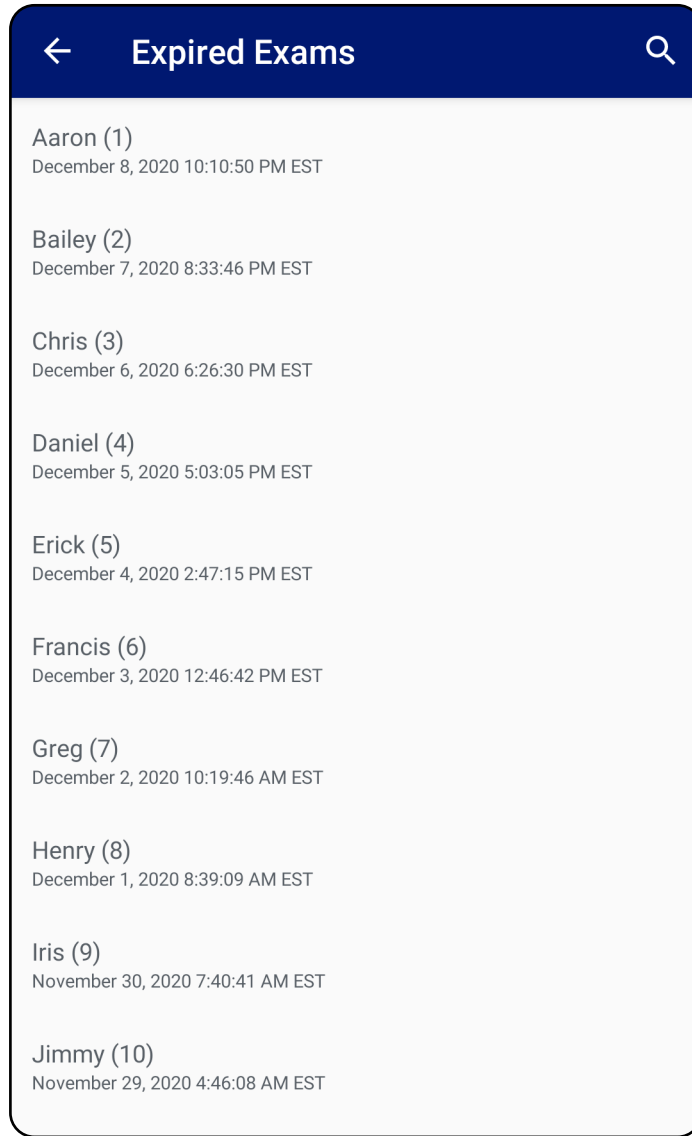 Expired Exams
Aaron (1)
December 8, 2020 10:10:50 PM EST
Bailey (2)
December 7, 2020 8:33:46 PM EST
Chris (3)
December 6, 2020 6:26:30 PM EST
Daniel (4)
December 5, 2020 5:03:05 PM EST
Erick (5)
December 4, 2020 2:47:15 PM EST
Francis (6)
December 3, 2020 12:46:42 PM EST
Greg (7)
December 2, 2020 10:19:46 AM EST
Henry (8)
December 1, 2020 8:39:09 AM EST
Iris (9)
November 30, 2020 7:40:41 AM EST
Jimmy (10)
November 29, 2020 4:46:08 AM EST